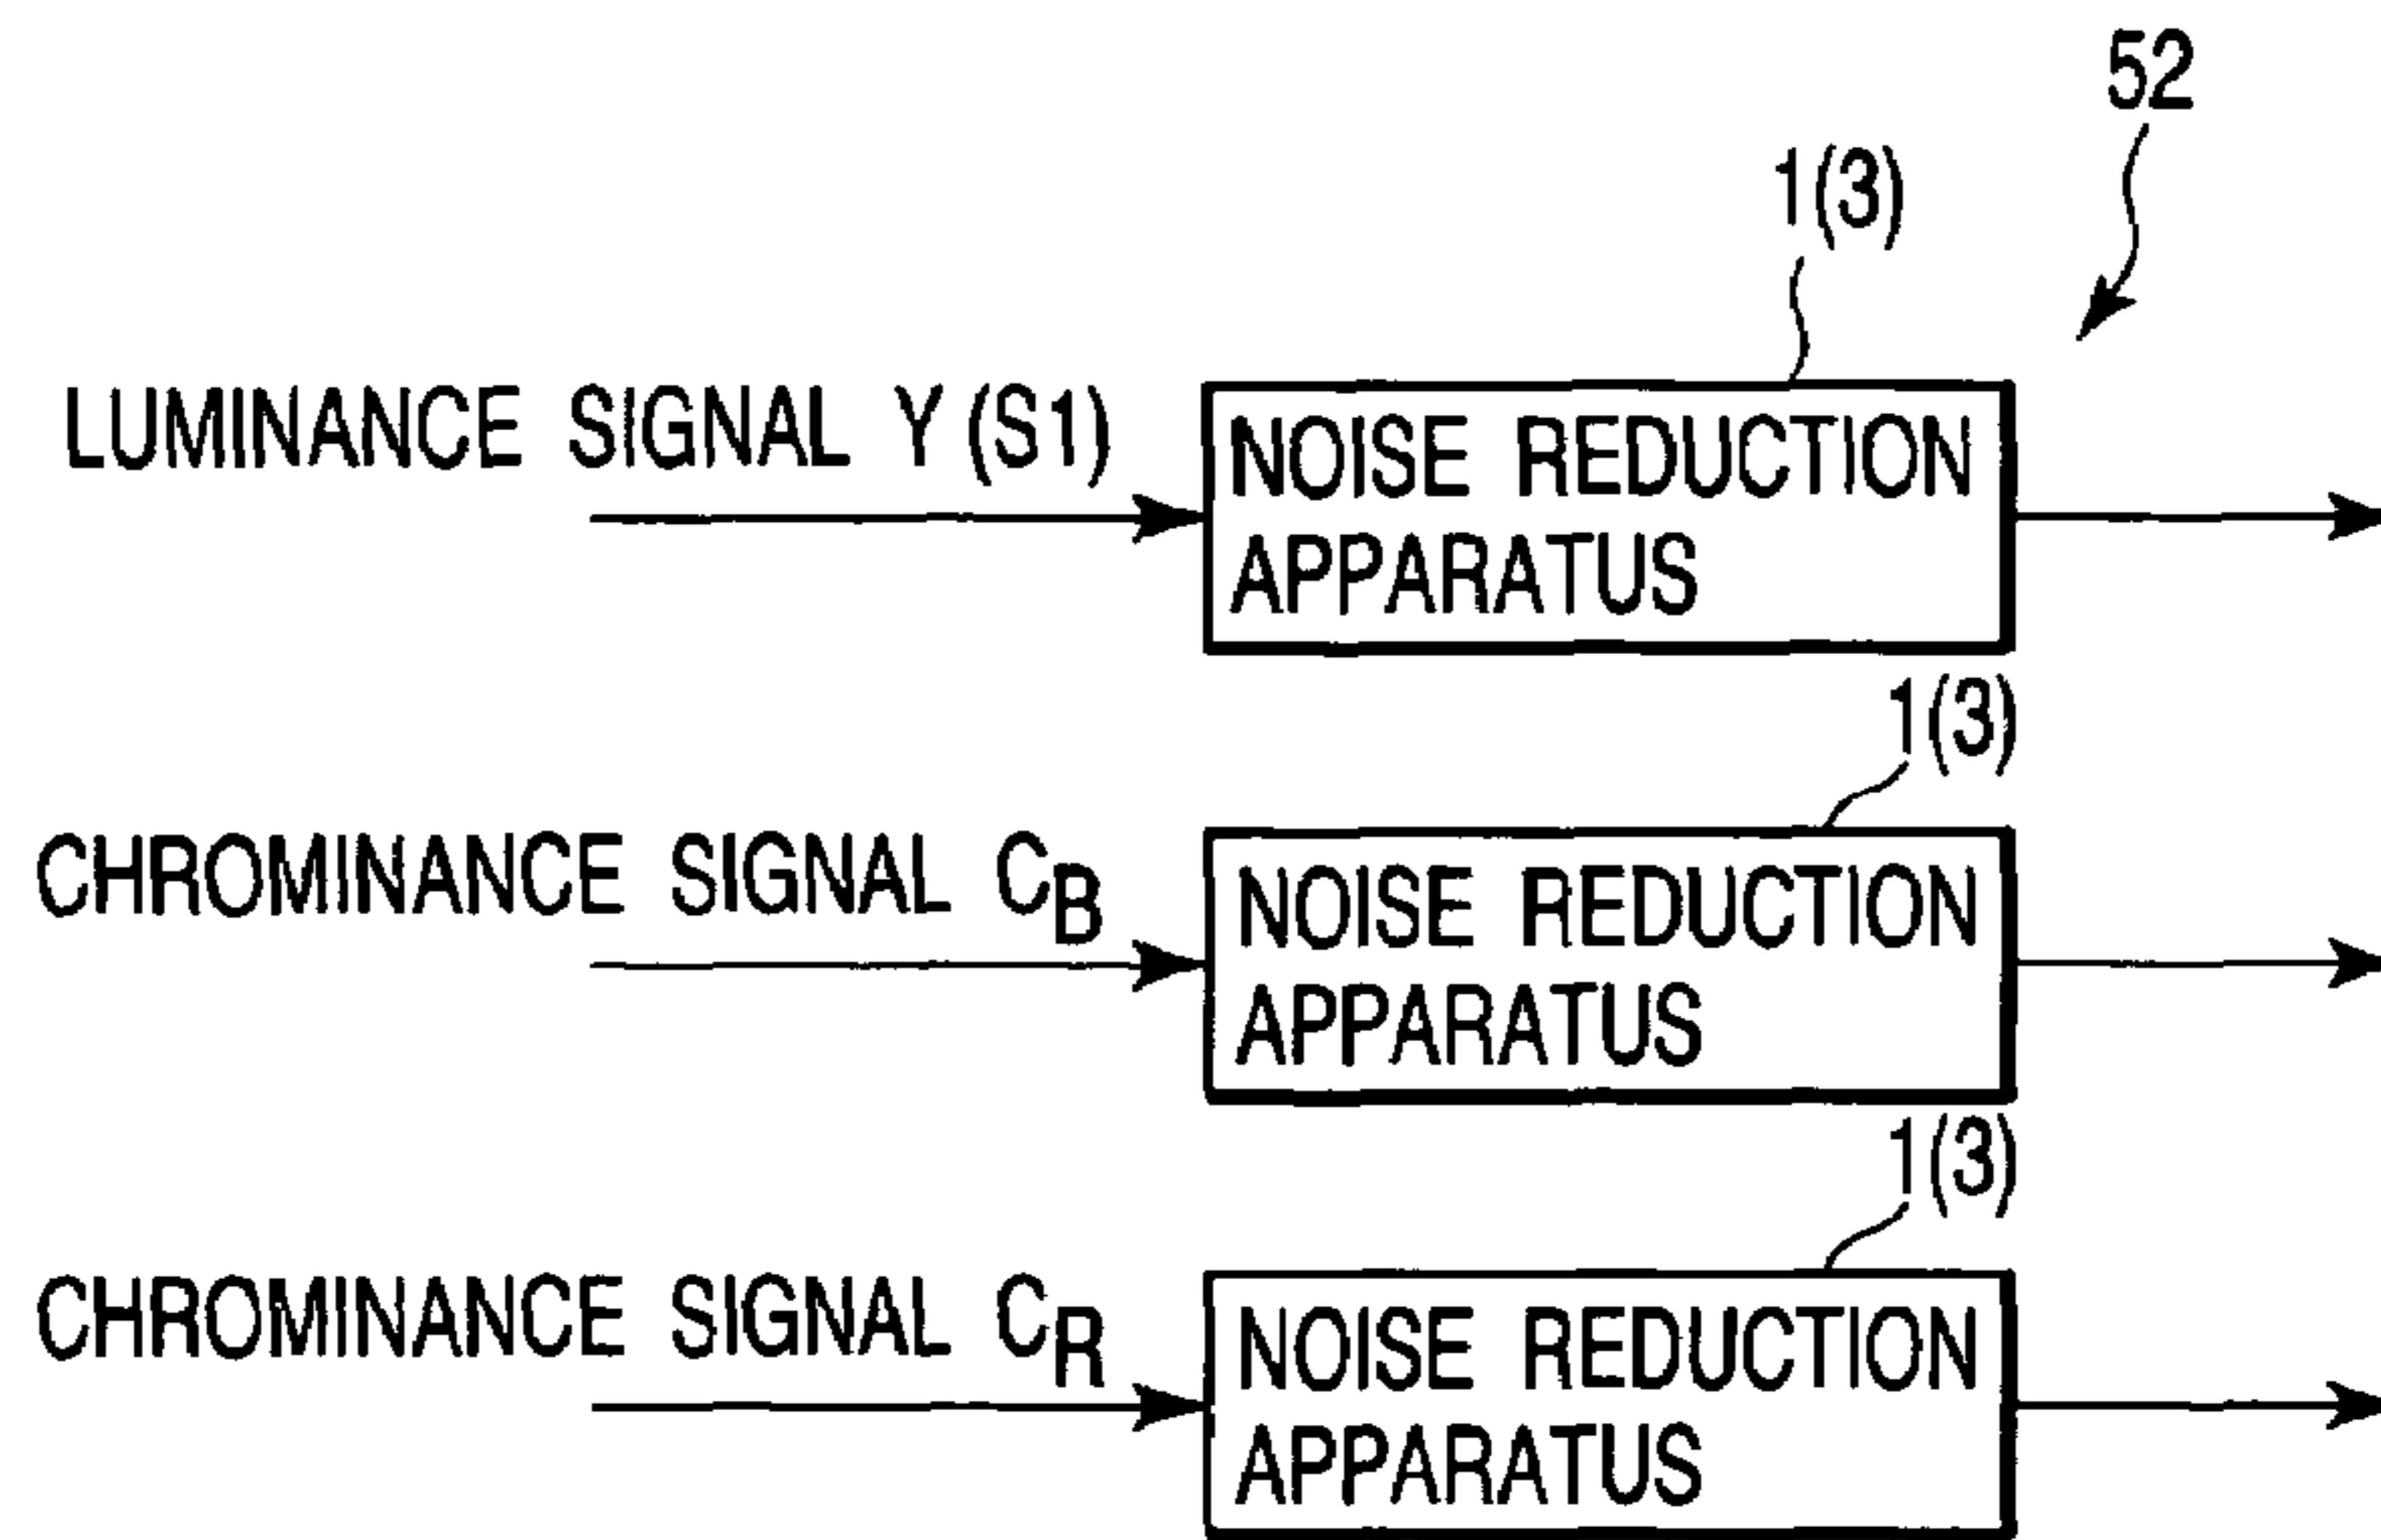 52
1(3)
LUMINANCE SIGNAL Y (S1)
NOISE REDUCTION
APPARATUS
1(3)
CHROMINANCE SIGNAL CB
NOISE REDUCTION
APPARATUS
1(3)
CHROMINANCE SIGNAL CR
NOISE REDUCTION
APPARATUS